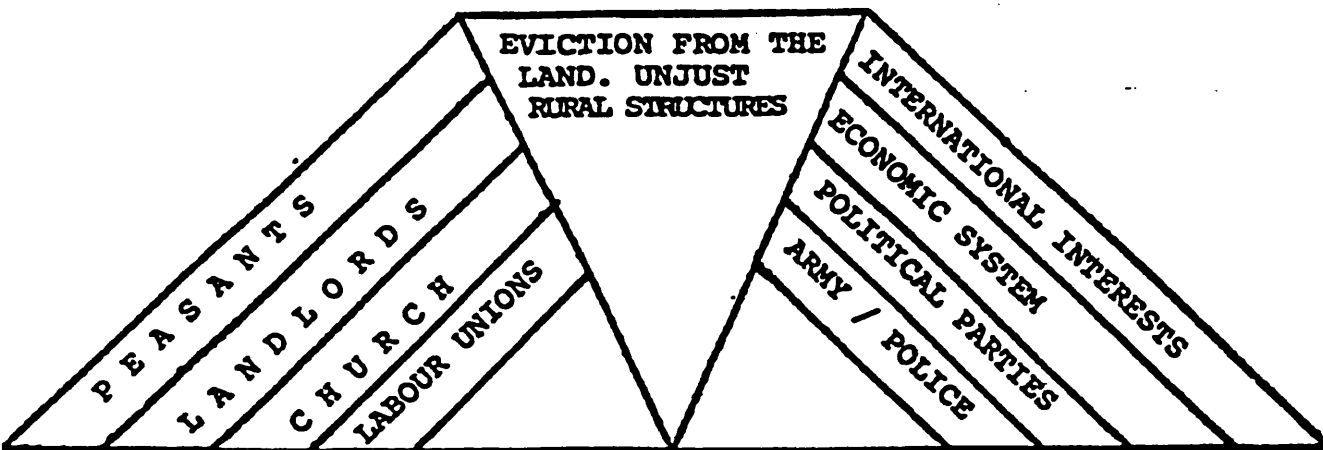 EVICTION FROM THE
LAND. UNJUST
RURAL STRUCTURES
PEASANTS
LANDLORDS
CHURCH
LABOUR UNIONS
INTERNATIONAL INTERESTS
ECONOMIC SYSTEM
POLITICAL PARTIES
ARMY / POLICE